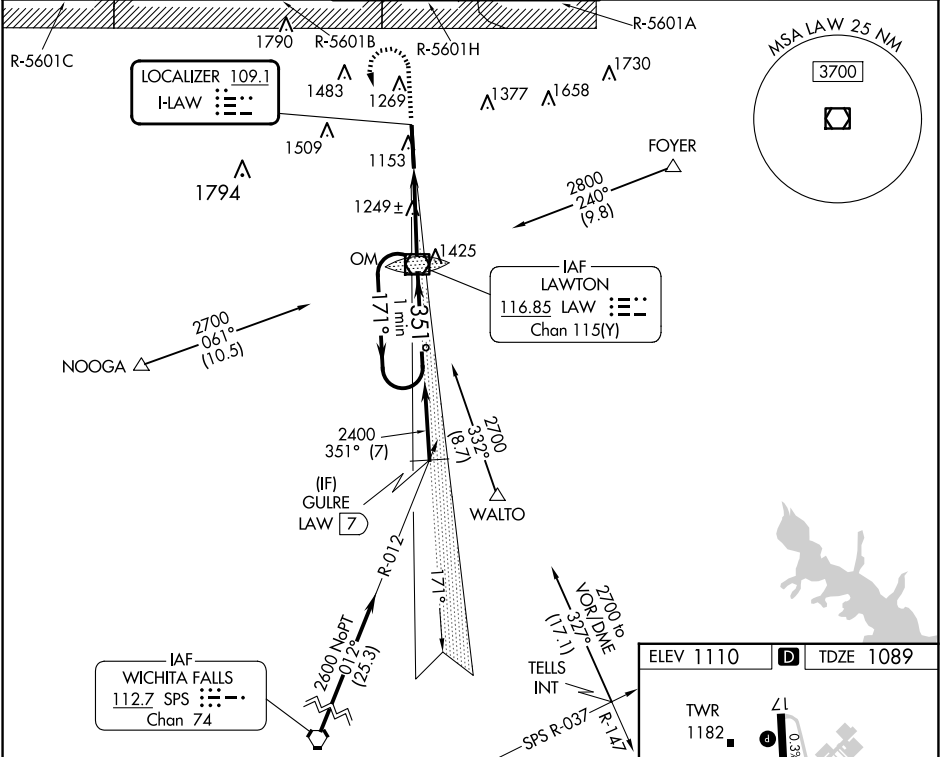 R-5601C
1790
R-5601B
R-5601H
R-5601A
LOCALIZER 109.1
I-LAW
1483
1269
1377
1658
1730
MSA LAW 25 NM
3700
1509
1153
1794
FOYER
2800
240°
(9.8)
1249 ±
OM
1425
IAF
LAWTON
116.85 LAW
Chan 115(Y)
171°
1 min
351°
2700
061°
(10.5)
NOOGA
2700
332°
(8.7)
WALTO
2400
351° (7)
(IF)
GULRE
LAW 7
R-012
171°
2600 NoPT
012°
(25.3)
IAF
WICHITA FALLS
112.7 SPS
Chan 74
2700 to
VOR/DME
327°
(17.1)
TELLS
INT
SPS R-037
R-147
ELEV 1110 D TDZE 1089
TWR
1182
P
17
0.3%